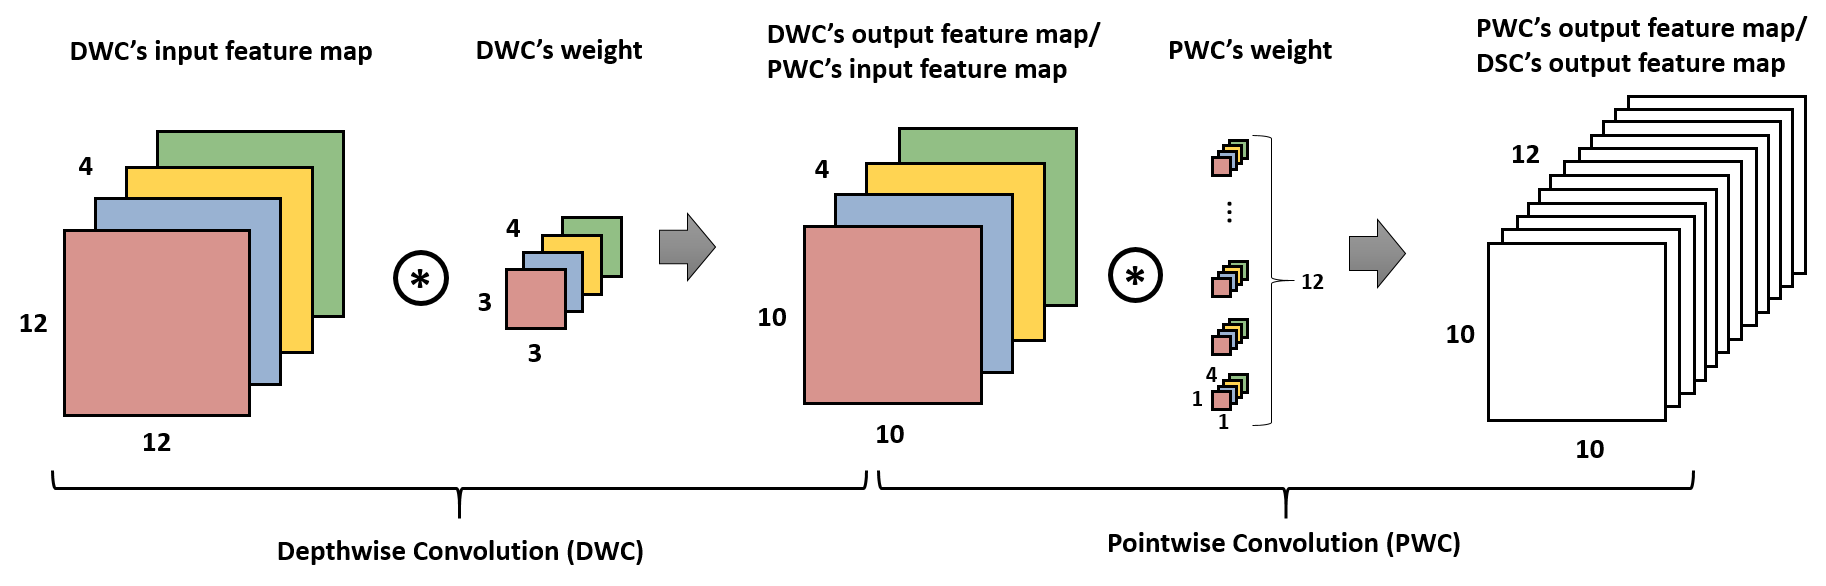 DWC's input feature map
DWC's weight
DWC's output feature map/
PWC's input feature map
PWC's weight
PWC's output feature map/
DSC's output feature map
4
12
12
*
4
3
3
4
10
10
*
⋮
12
4
1
1
12
10
10
Depthwise Convolution (DWC)
Pointwise Convolution (PWC)